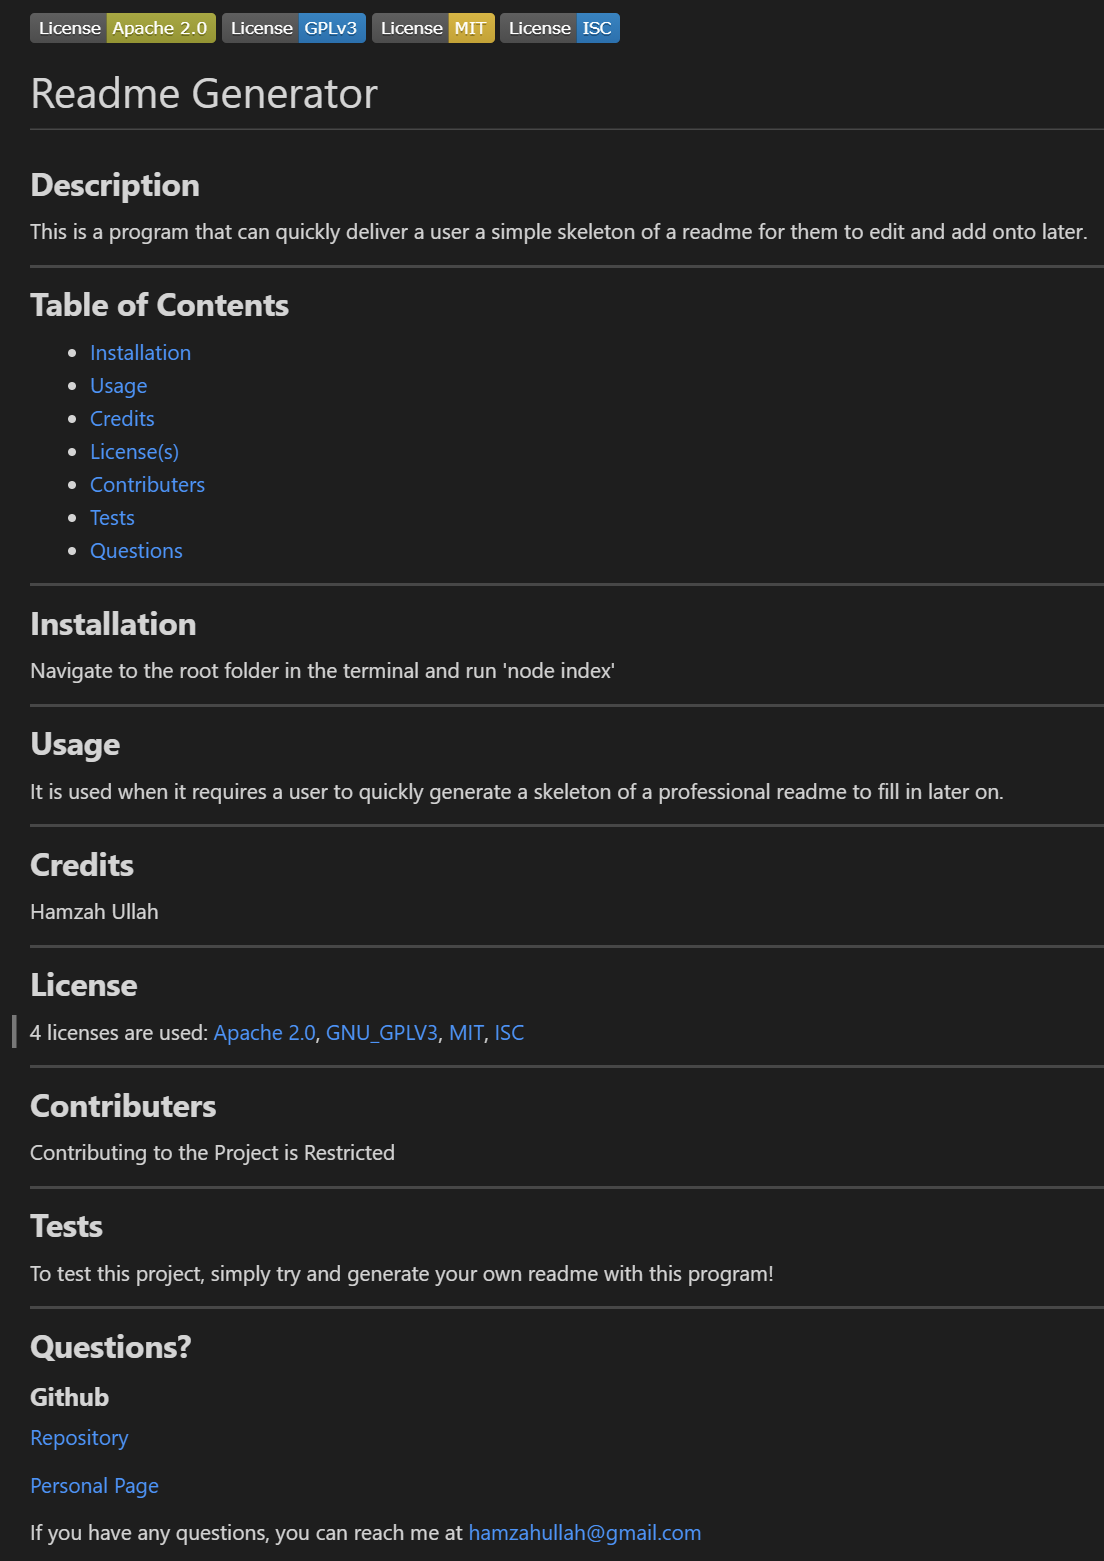 License Apache 2.0 License GPLv3 License MIT License ISC
Readme Generator
Description
This is a program that can quickly deliver a user a simple skeleton of a readme for them to edit and add onto later.
Table of Contents
Installation
Usage
Credits
License(s)
Contributers
Tests
Questions
Installation
Navigate to the root folder in the terminal and run 'node index'
Usage
It is used when it requires a user to quickly generate a skeleton of a professional readme to fill in later on.
Credits
Hamzah Ullah
License
4 licenses are used: Apache 2.0, GNU_GPLV3, MIT, ISC
Contributers
Contributing to the Project is Restricted
Tests
To test this project, simply try and generate your own readme with this program!
Questions?
Github
Repository
Personal Page
If you have any questions, you can reach me at hamzahullah@gmail.com